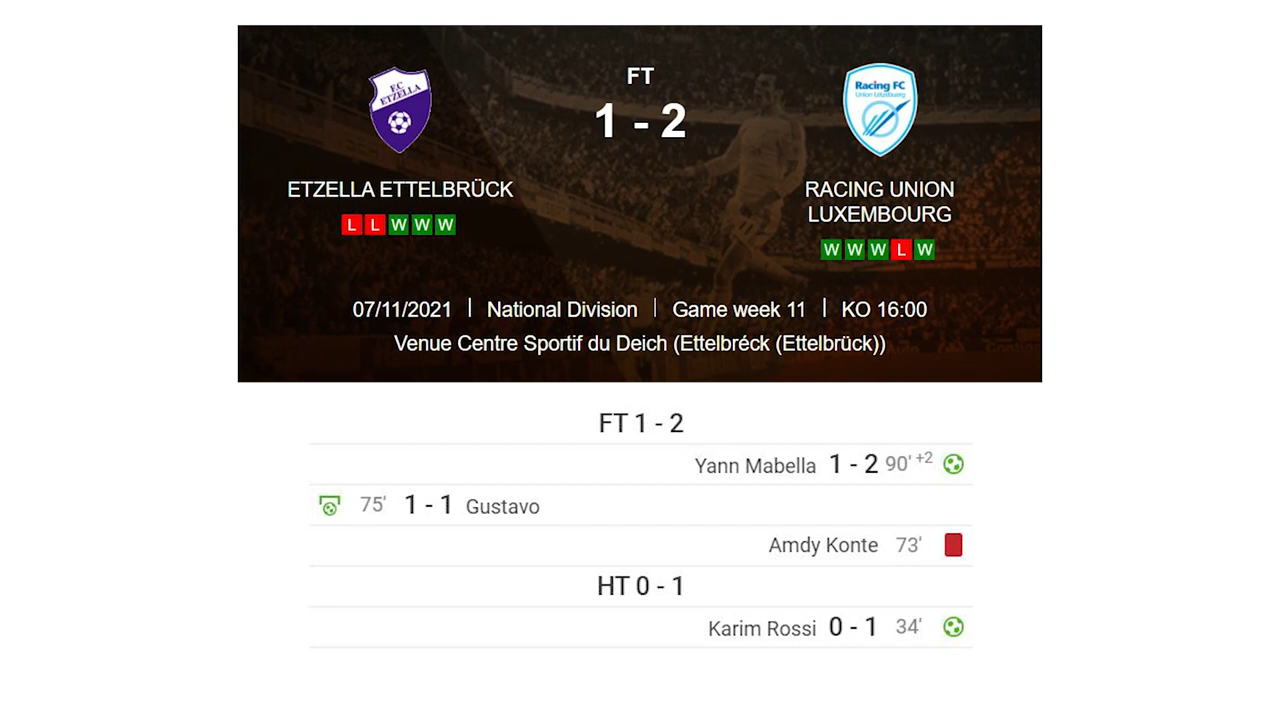 F.C
ETZELLA
Racing FC
Union Lëtzebuerg
FT
1 - 2
ETZELLA ETTELBRÜCK
L L W W W
RACING UNION
LUXEMBOURG
W W W L W
07/11/2021 | National Division | Game week 11 | KO 16:00
Venue Centre Sportif du Deich (Ettelbréck (Ettelbrück))
FT 1 - 2
Yann Mabella 1 - 2 90' +2
75' 1 - 1 Gustavo
Amdy Konte 73'
HT 0 - 1
Karim Rossi 0 - 1 34'